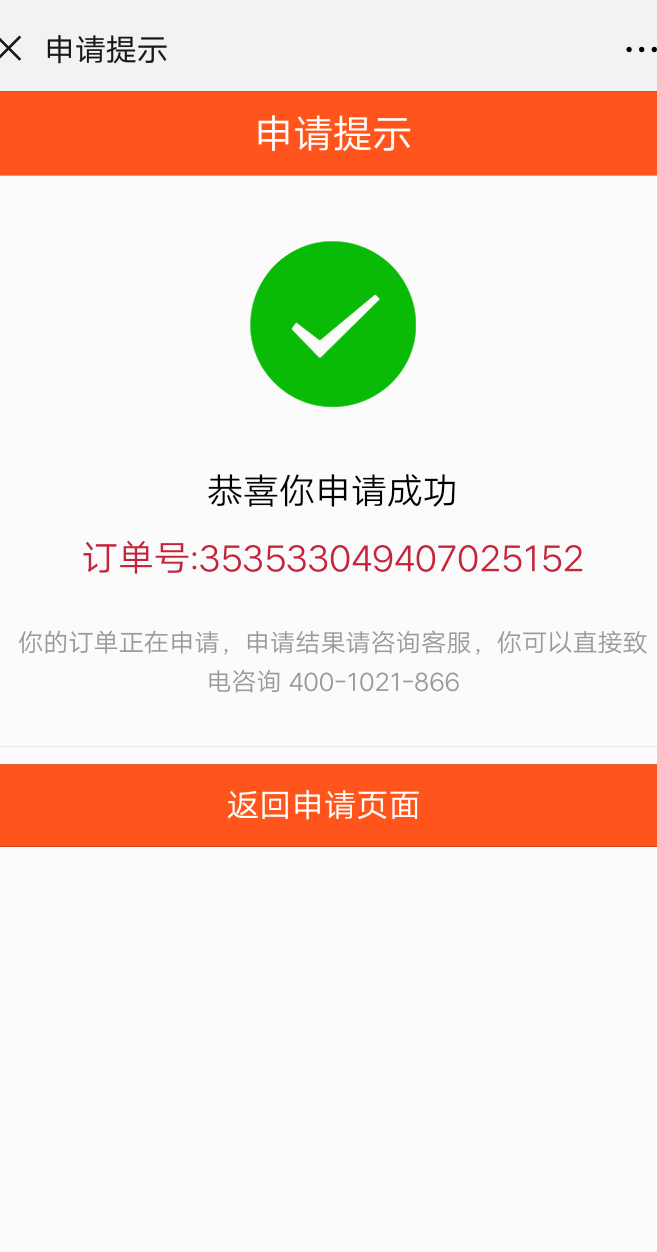 申请提示
申请提示
恭喜你申请成功
订单号:353533049407025152
你的订单正在申请，申请结果请咨询客服，你可以直接致
电咨询 400-1021-866
返回申请页面